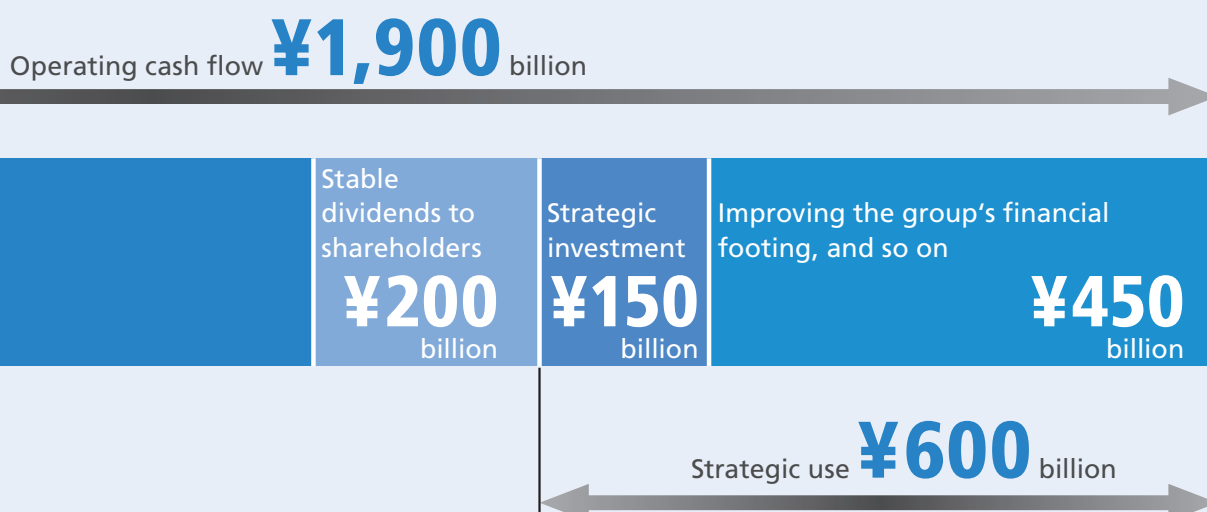 Operating cash flow ¥1,900 billion
Stable
dividends to
shareholders
¥200
billion
Strategic
investment
¥150
billion
Improving the group‘s financial
footing, and so on
¥450
billion
Strategic use ¥600 billion